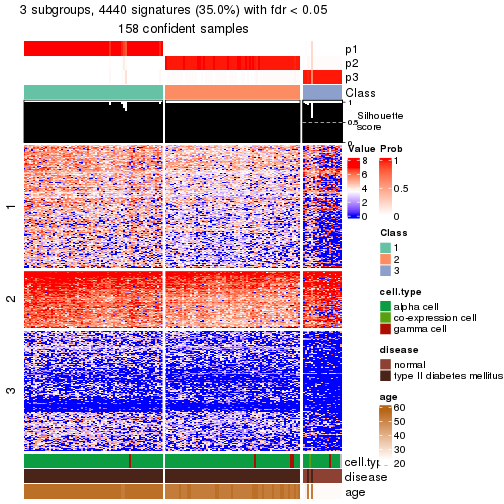 3 subgroups, 4440 signatures (35.0%) with fdr < 0.05
158 confident samples
p1
p2
p3
Class
1
0.5
0
Silhouette
score
1
2
3
cell.type
disease
age
Value
8
6
4
2
0
Prob
1
0.5
0
Class
1
2
3
cell.type
alpha cell
co-expression cell
gamma cell
disease
normal
type II diabetes mellitus
age
60
50
40
30
20